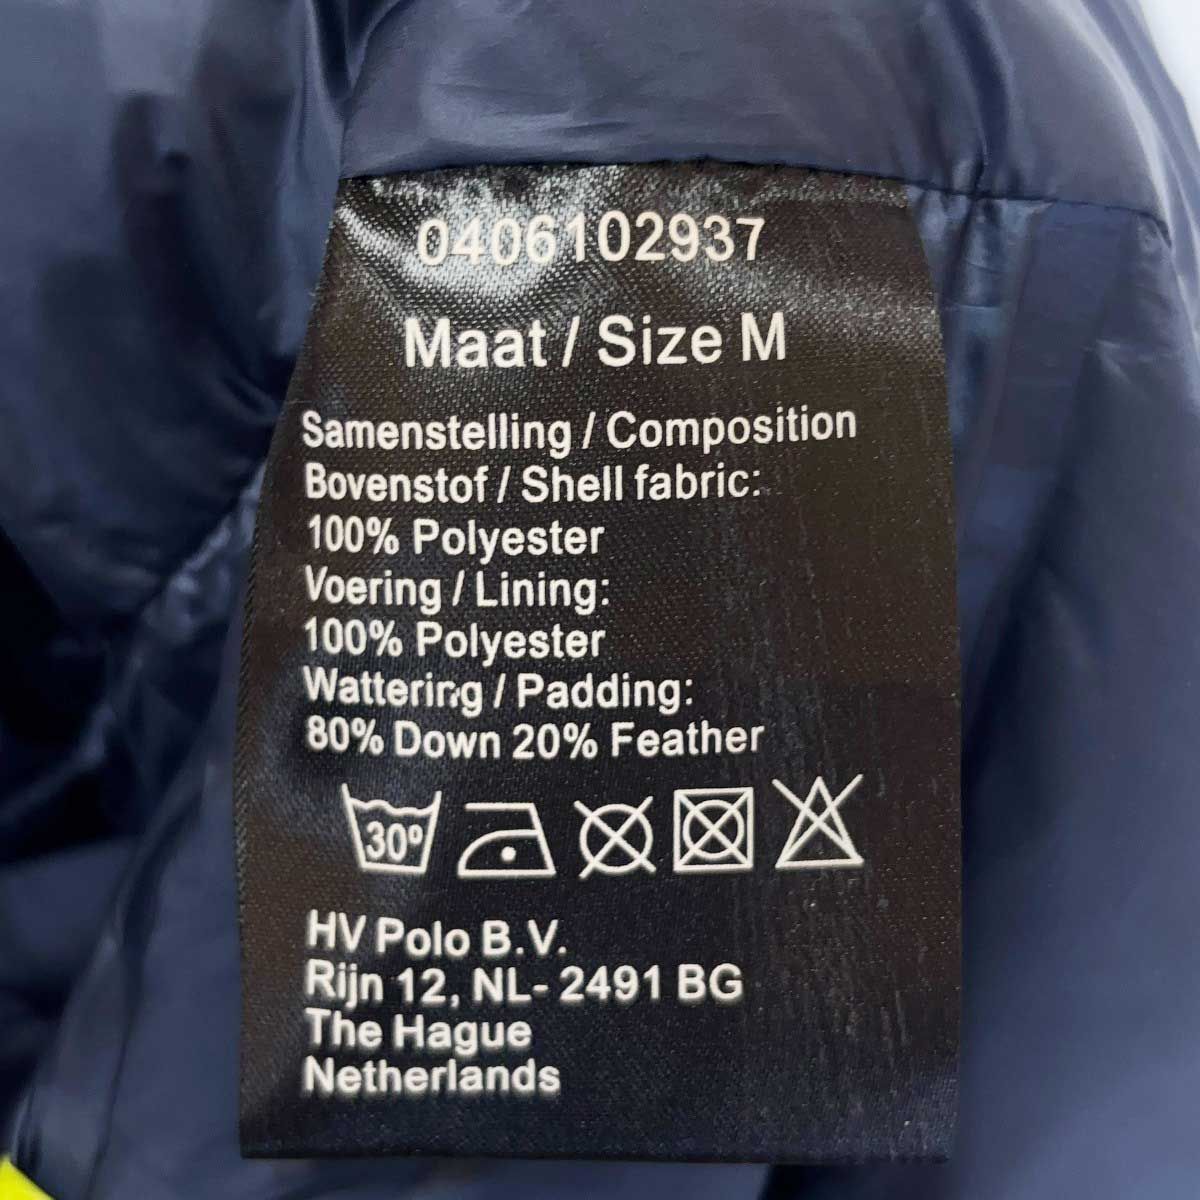 0406102937
Maat / Size M
Samenstelling / Composition
Bovenstof / Shell fabric:
100% Polyester
Voering / Lining:
100% Polyester
Wattering / Padding:
80% Down 20% Feather
30º
HV Polo B.V.
Rijn 12, NL- 2491 BG
The Hague
Netherlands